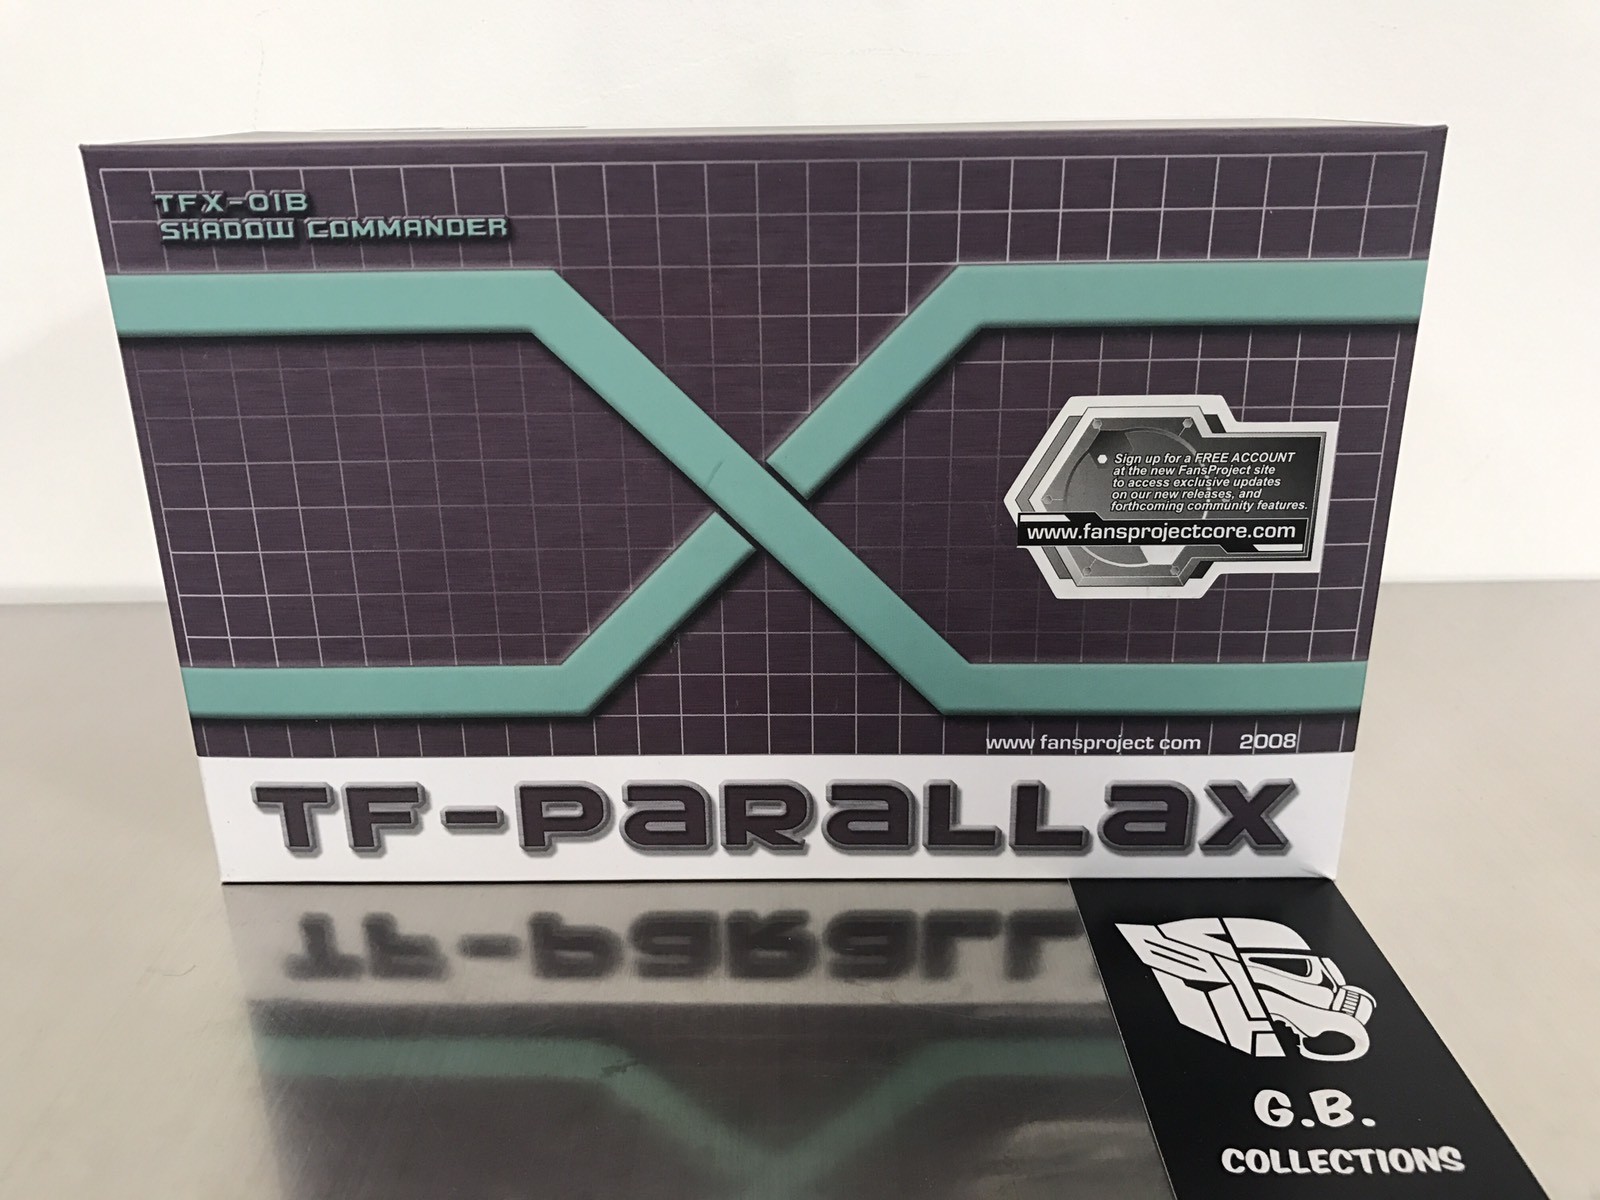 TFX-01B
SHADOW COMMANDER
Sign up for a FREE ACCOUNT
at the new FansProject site
to access exclusive updates
on our new releases, and
forthcoming community features.
www.fansprojectcore.com
www.fansproject.com 2008
TF-PARALLAX
G.B.
COLLECTIONS